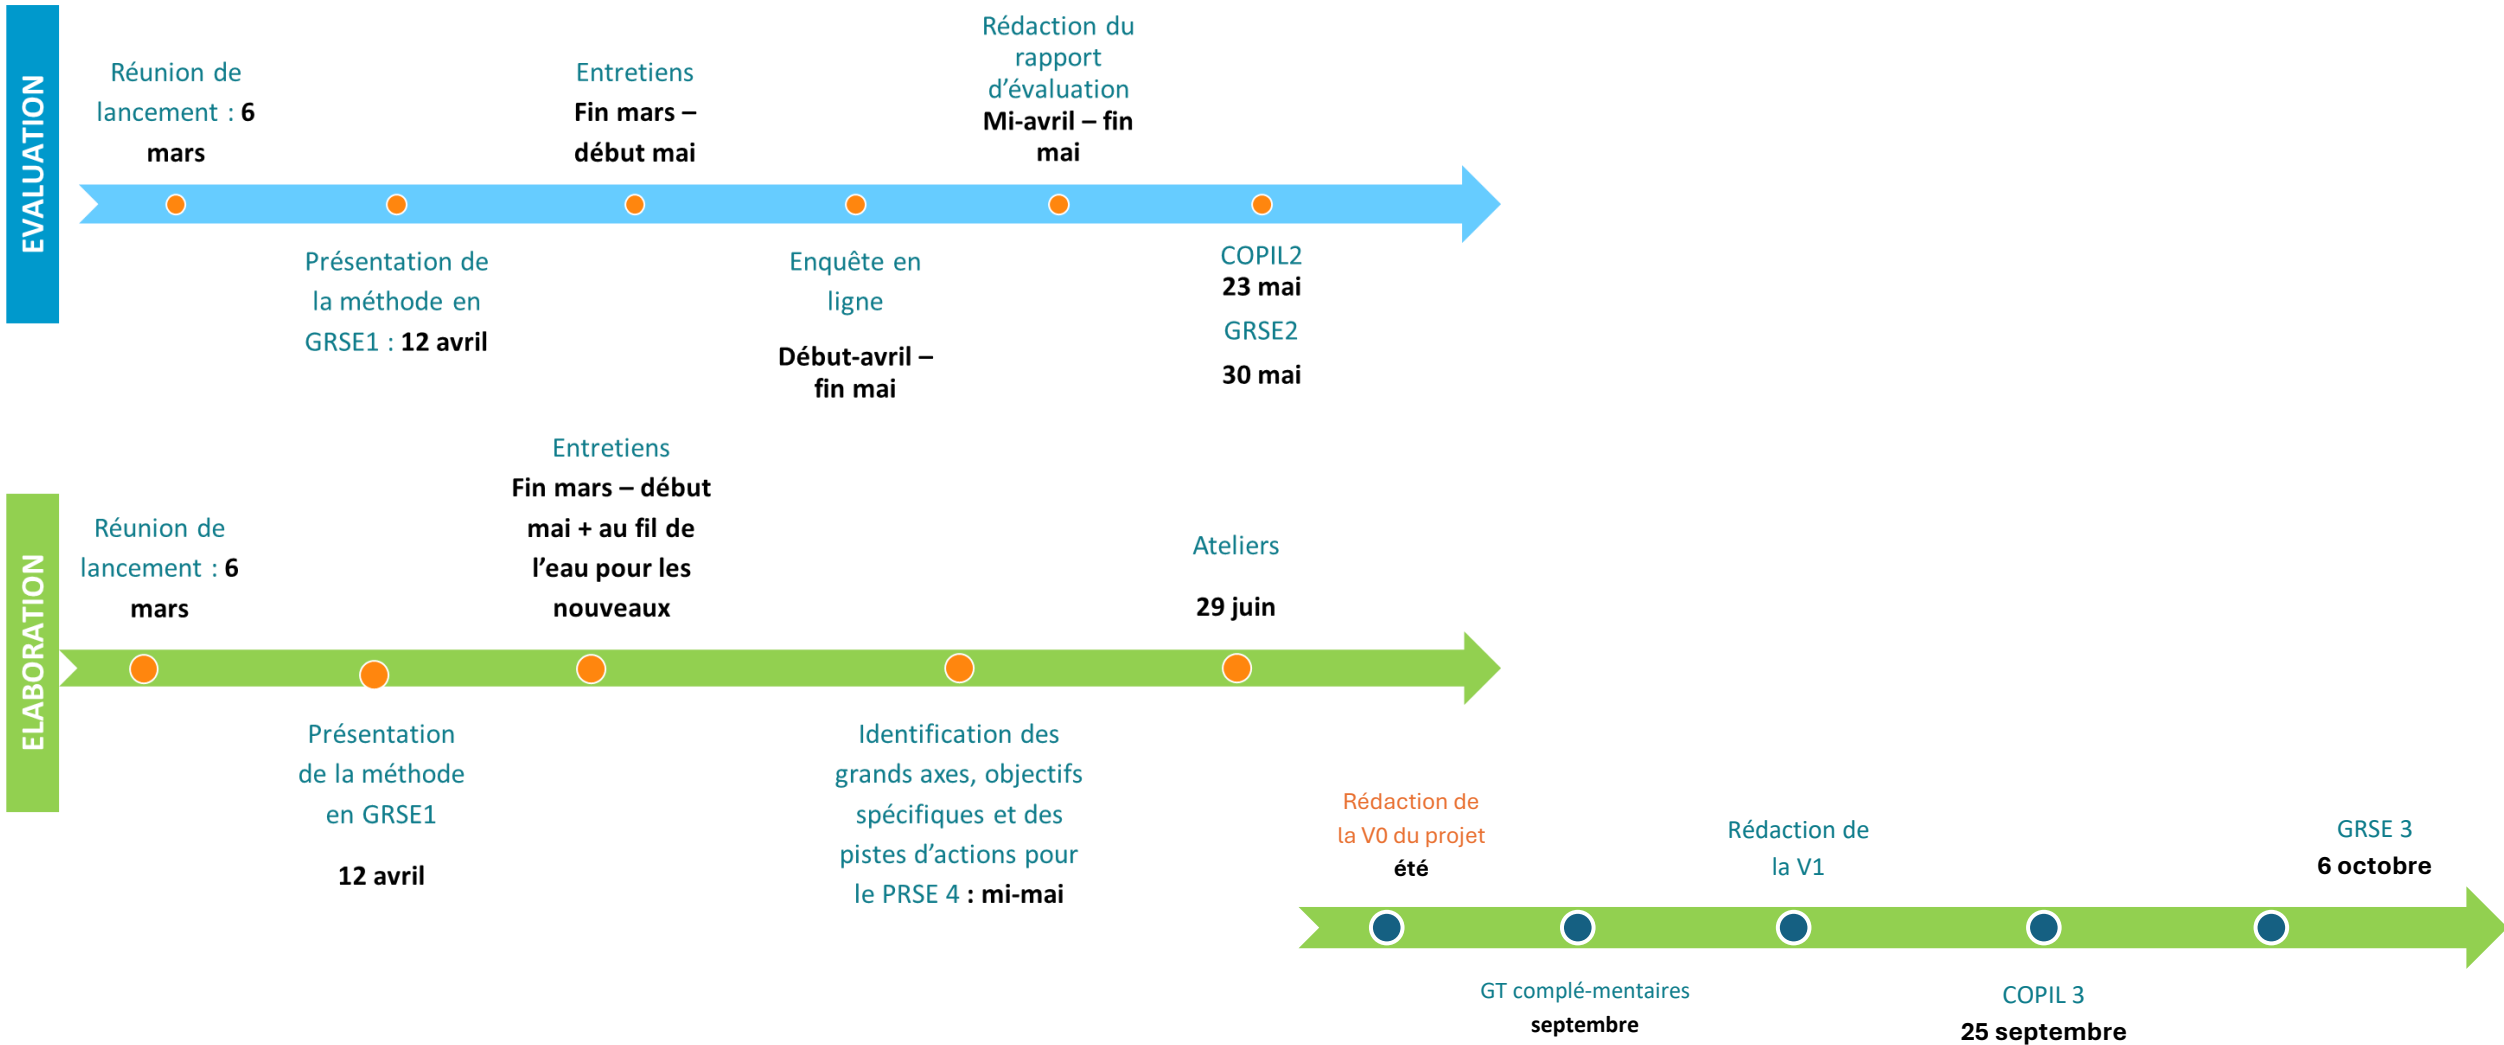 EVALUATION
Réunion de
lancement : 6
mars
Présentation de
la méthode en
GRSE1 : 12 avril
Entretiens
Fin mars –
début mai
Enquête en
ligne
Début-avril –
fin mai
Rédaction du
rapport
d’évaluation
Mi-avril – fin
mai
COPIL2
23 mai
GRSE2
30 mai
ELABORATION
Réunion de
lancement : 6
mars
Présentation
de la méthode
en GRSE1
12 avril
Entretiens
Fin mars – début
mai + au fil de
l’eau pour les
nouveaux
Identification des
grands axes, objectifs
spécifiques et des
pistes d’actions pour
le PRSE 4 : mi-mai
Ateliers
29 juin
Rédaction de
la V0 du projet
été
GT complé-mentaires
septembre
Rédaction de
la V1
COPIL 3
25 septembre
GRSE 3
6 octobre